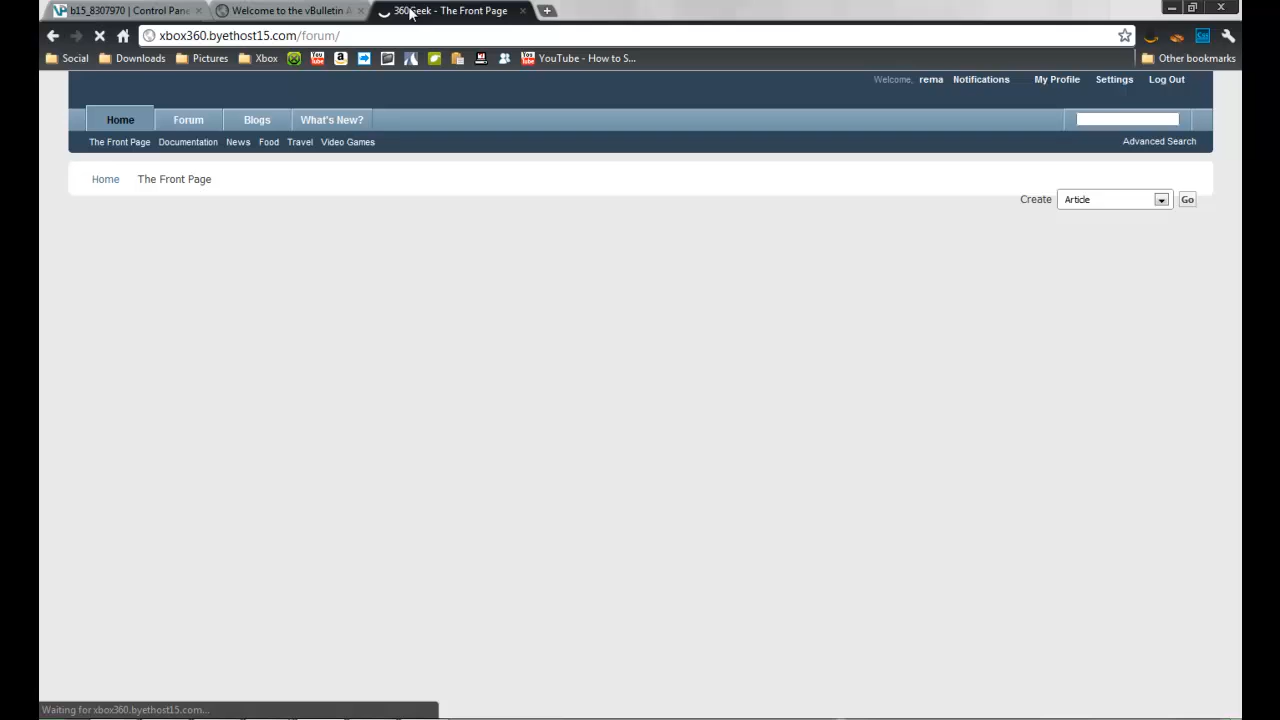 b15_8307970 | Control Pane
Welcome to the vBulletin A
360Geek - The Front Page
xbox360.byethost15.com/forum/
Social Downloads Pictures Xbox YouTube - How to S... Other bookmarks
Welcome, rema Notifications My Profile Settings Log Out
Home Forum Blogs What's New?
The Front Page Documentation News Food Travel Video Games Advanced Search
Home The Front Page
Create Article Go
Waiting for xbox360.byethost15.com...